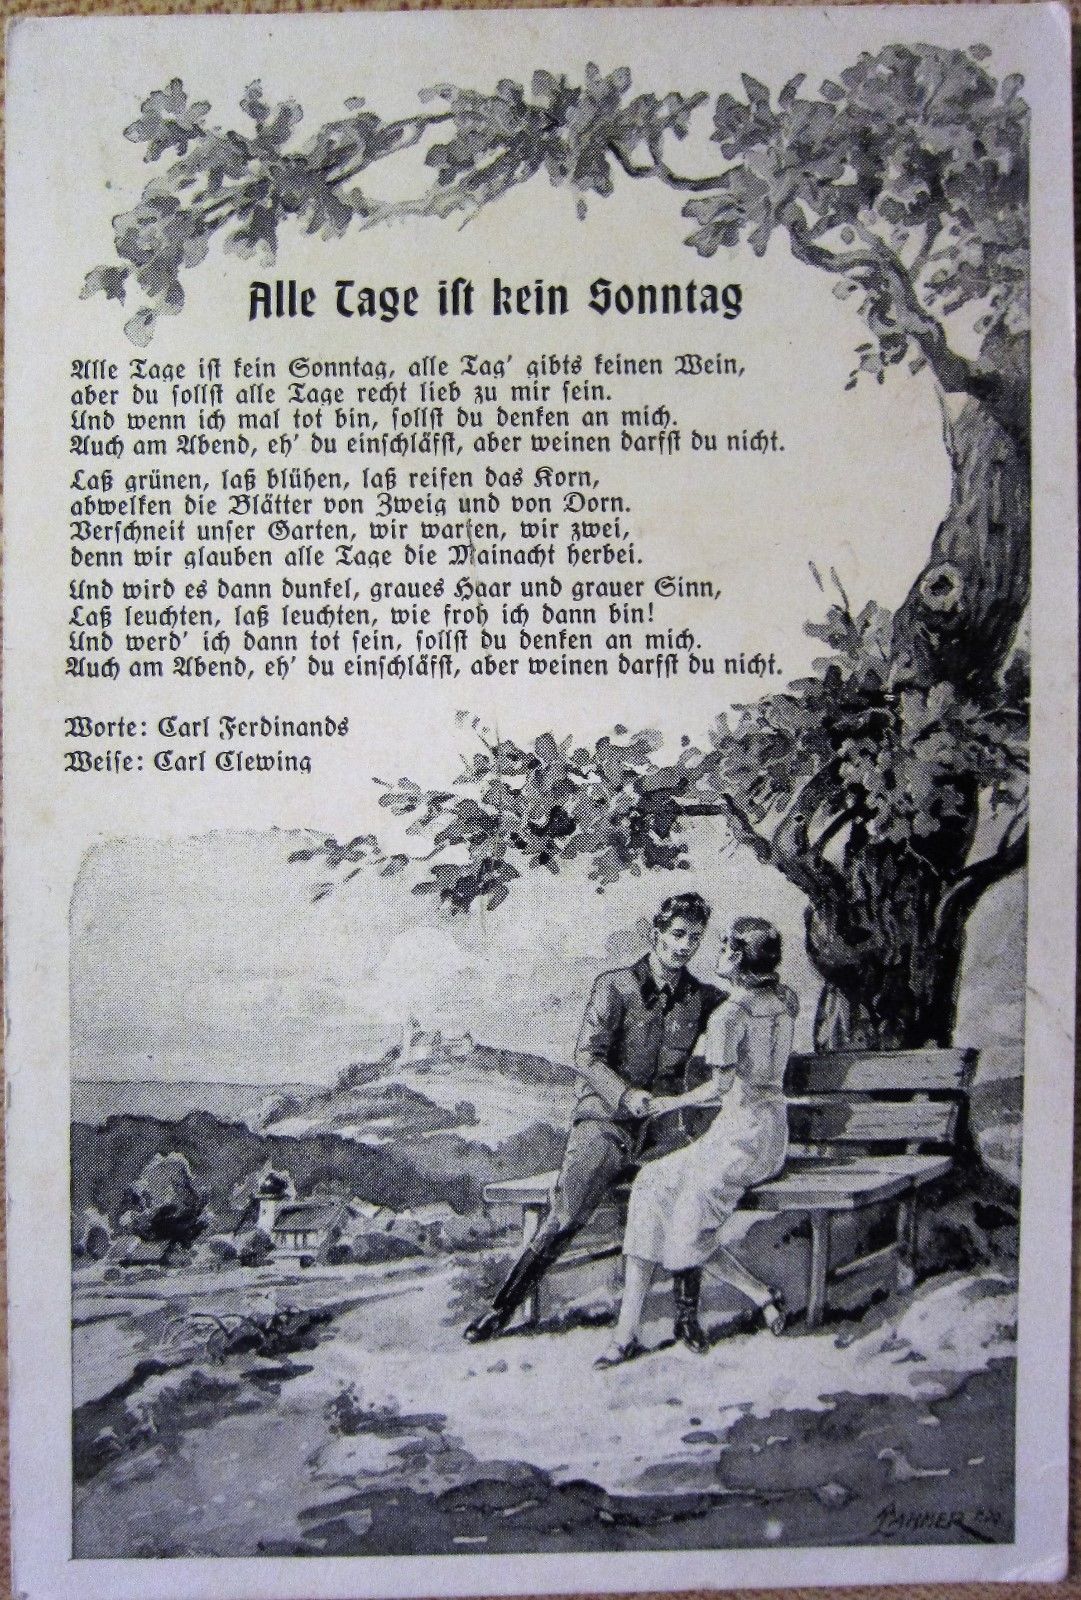 Alle Tage ist kein Sonntag
Alle Tage ist kein Sonntag, alle Tag' gibts keinen Wein,
aber du sollst alle Tage recht lieb zu mir sein.
Und wenn ich mal tot bin, sollst du denken an mich.
Auch am Abend, eh' du einschläfst, aber weinen darfst du nicht.
Laß grünen, laß blühen, laß reifen das Korn,
abwelken die Blätter von Zweig und von Dorn.
Verschneit unser Garten, wir warten, wir zwei,
denn wir glauben alle Tage die Mainacht herbei.
Und wird es dann dunkel, graues Haar und grauer Sinn,
Laß leuchten, laß leuchten, wie froh ich dann bin!
Und werd' ich dann tot sein, sollst du denken an mich.
Auch am Abend, eh' du einschläfst, aber weinen darfst du nicht.
Worte: Carl Ferdinands
Weise: Carl Clewing